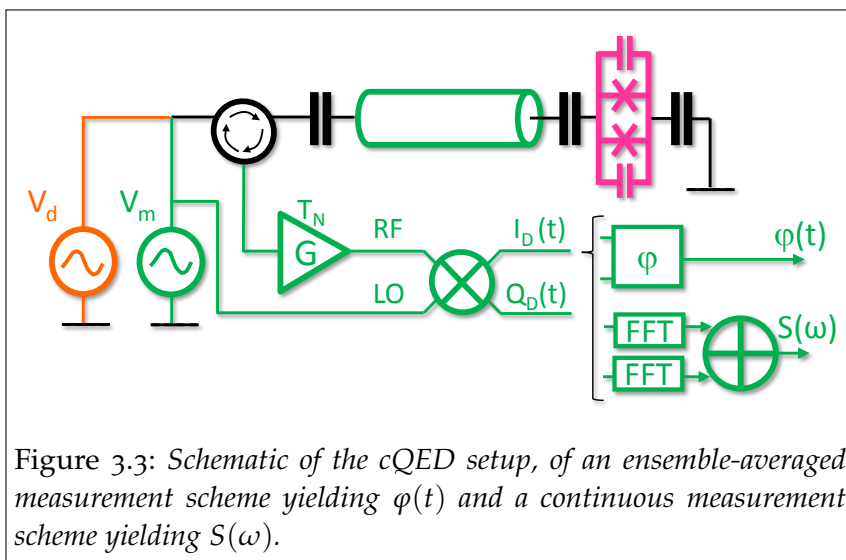 V_d
V_m
T_N
G
RF
LO
I_D(t)
Q_D(t)
φ
φ(t)
FFT
FFT
S(ω)
Figure 3.3: Schematic of the cQED setup, of an ensemble-averaged
measurement scheme yielding φ(t) and a continuous measurement
scheme yielding S(ω).